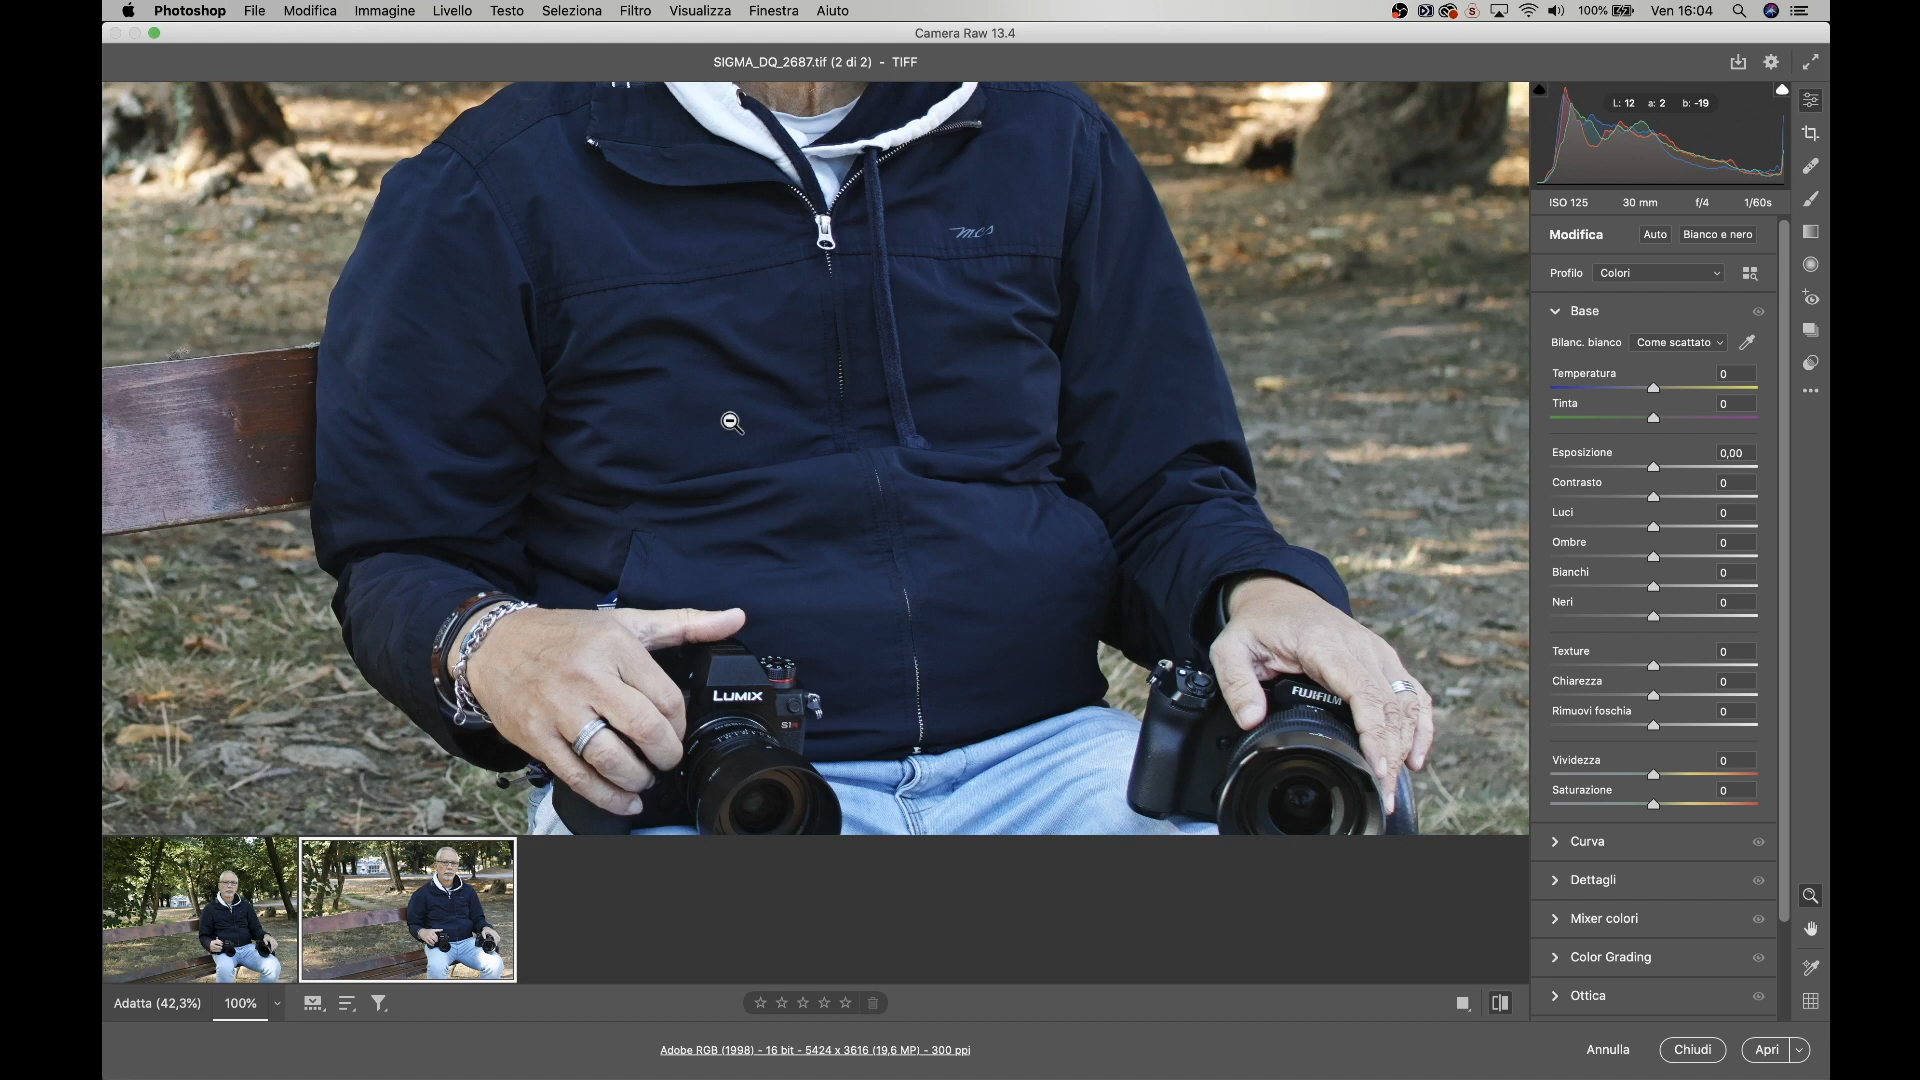 Photoshop File Modifica Immagine Livello Testo Seleziona Filtro Visualizza Finestra Aiuto 100% Ven 16:04
Camera Raw 13.4
SIGMA_DQ_2687.tif (2 di 2) - TIFF
L: 12 a: 2 b: -19
ISO 125 30 mm f/4 1/60s
Modifica Auto Bianco e nero
Profilo Colori
Base
Bilanc. bianco Come scattato
Temperatura 0
Tinta 0
Esposizione 0,00
Contrasto 0
Luci 0
Ombre 0
Bianchi 0
Neri 0
Texture 0
Chiarezza 0
Rimuovi foschia 0
Vividezza 0
Saturazione 0
Curva
Dettagli
Mixer colori
Color Grading
Ottica
mcs
LUMIX
S1R
FUJIFILM
Adatta (42,3%) 100%
Adobe RGB (1998) - 16 bit - 5424 x 3616 (19,6 MP) - 300 ppi
Annulla Chiudi Apri